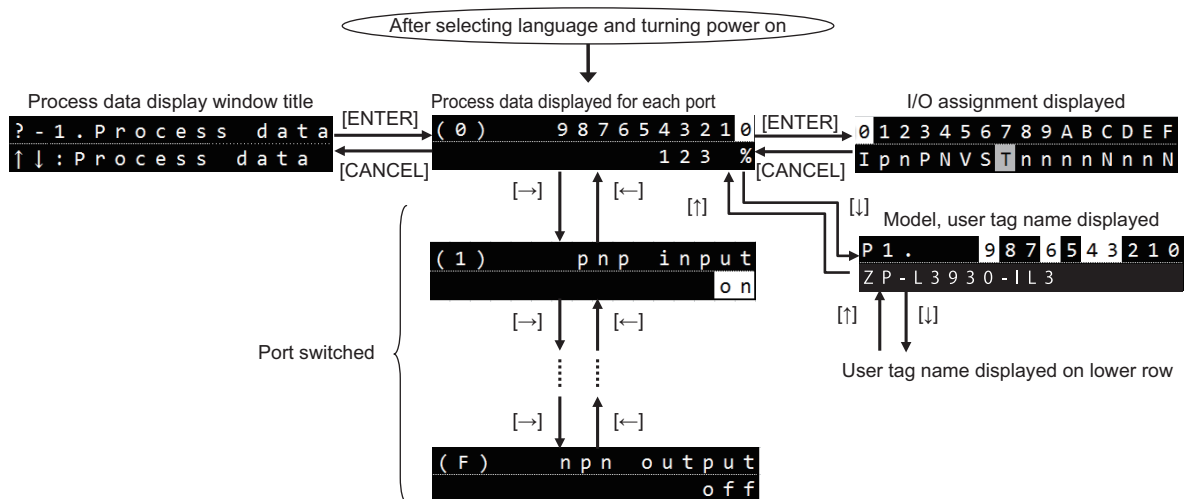 After selecting language and turning power on
Process data display window title
?-1.Process data
↑↓:Process data
[ENTER]
[CANCEL]
Process data displayed for each port
(0) 9876543210
123 %
[ENTER]
[CANCEL]
I/O assignment displayed
0123456789ABCDEF
IpnPNVSTnnnnNnnN
[→]
[←]
[↑]
[↓]
Model, user tag name displayed
P1. 9876543210
ZP-L3930-IL3
[↑]
[↓]
User tag name displayed on lower row
Port switched
(1) pnp input
on
[→]
[←]
[→]
[←]
(F) npn output
off